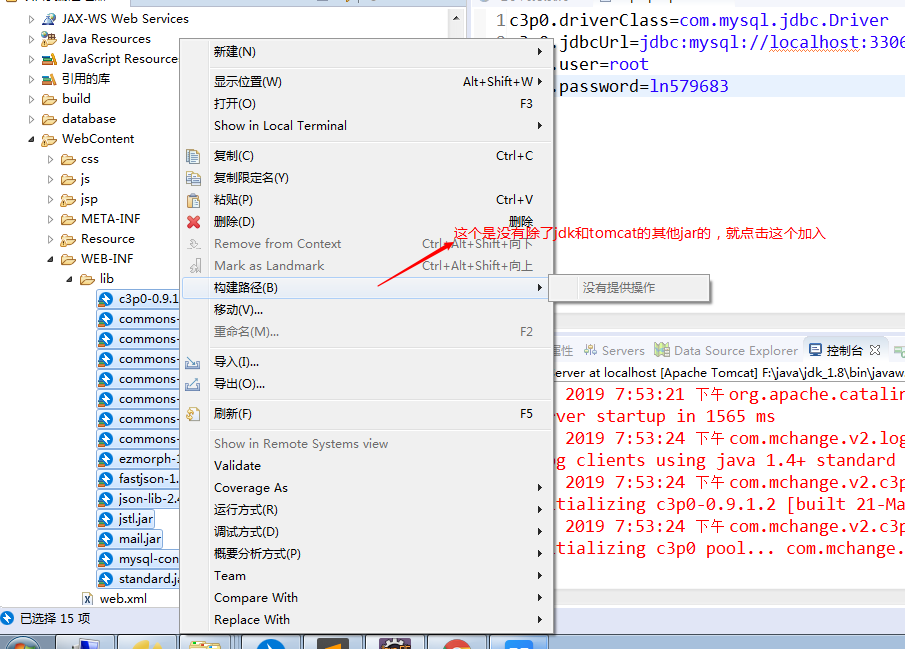 JAX-WS Web Services
Java Resources
JavaScript Resource
引用的库
build
database
WebContent
css
js
jsp
META-INF
Resource
WEB-INF
lib
c3p0-0.9.1
commons-
commons-
commons-
commons-
commons-
commons-
commons-
ezmorph-1
fastjson-1.
json-lib-2.4
jstl.jar
mail.jar
mysql-con
standard.ja
web.xml
已选择 15 项
新建(N)
显示位置(W) Alt+Shift+W
打开(O) F3
Show in Local Terminal
复制(C) Ctrl+C
复制限定名(Y)
粘贴(P) Ctrl+V
删除(D) 删除
Remove from Context Ctrl+Alt+Shift+向下
Mark as Landmark Ctrl+Alt+Shift+向上
构建路径(B)
移动(V)...
重命名(M)... F2
导入(I)...
导出(O)...
刷新(F) F5
Show in Remote Systems view
Validate
Coverage As
运行方式(R)
调试方式(D)
概要分析方式(P)
Team
Compare With
Replace With
没有提供操作
这个是没有除了jdk和tomcat的其他jar的，就点击这个加入
1 c3p0.driverClass=com.mysql.jdbc.Driver
.jdbcUrl=jdbc:mysql://localhost:3306
.user=root
.password=ln579683
属性 Servers Data Source Explorer 控制台
erver at localhost [Apache Tomcat] F:\java\jdk_1.8\bin\javaw.
2019 7:53:21 下午 org.apache.catalin
ver startup in 1565 ms
2019 7:53:24 下午 com.mchange.v2.log
g clients using java 1.4+ standard
2019 7:53:24 下午 com.mchange.v2.c3p
tializing c3p0-0.9.1.2 [built 21-Ma
2019 7:53:24 下午 com.mchange.v2.c3p
tializing c3p0 pool... com.mchange.